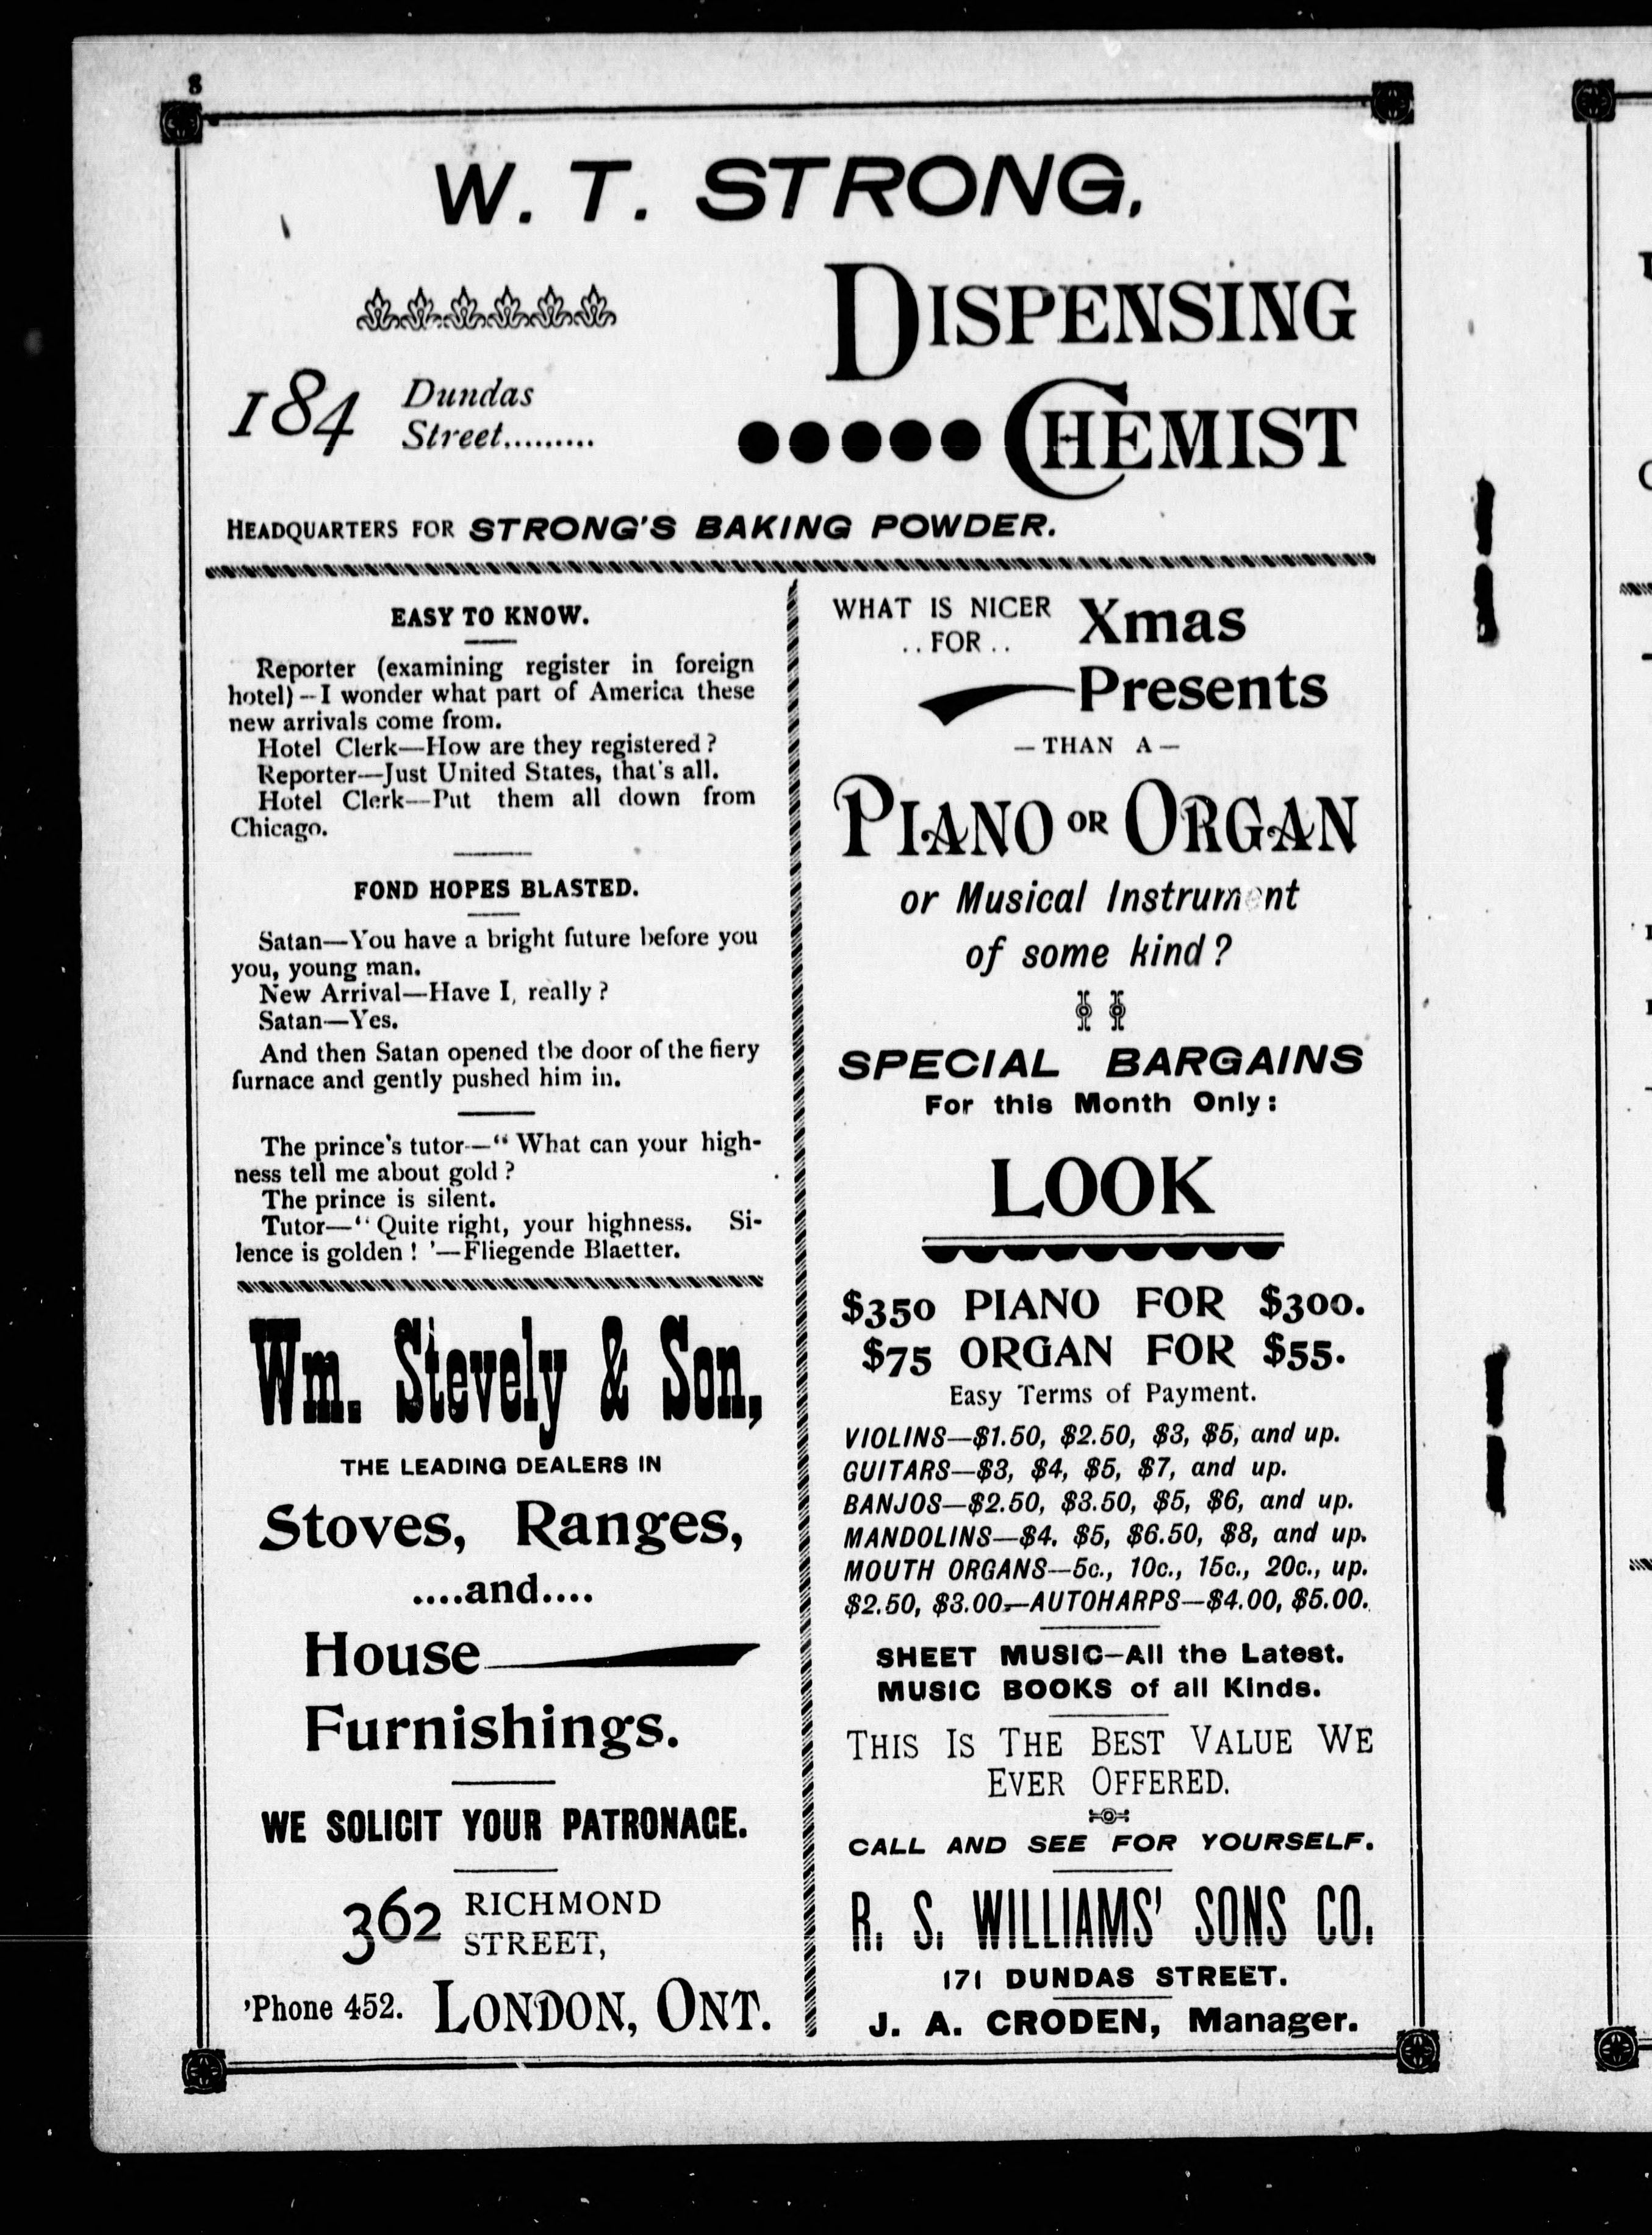 8
W. T. STRONG,
184 Dundas
Street.........
DISPENSING
CHEMIST
HEADQUARTERS FOR STRONG'S BAKING POWDER.
EASY TO KNOW.
Reporter (examining register in foreign
hotel)—I wonder what part of America these
new arrivals come from.
Hotel Clerk—How are they registered?
Reporter—Just United States, that's all.
Hotel Clerk—Put them all down from
Chicago.
FOND HOPES BLASTED.
Satan—You have a bright future before you
you, young man.
New Arrival—Have I, really?
Satan—Yes.
And then Satan opened the door of the fiery
furnace and gently pushed him in.
The prince's tutor—“ What can your high-
ness tell me about gold?
The prince is silent.
Tutor—“ Quite right, your highness. Si-
lence is golden! '—Fliegende Blaetter.
Wm. Stevely & Son,
THE LEADING DEALERS IN
Stoves, Ranges,
....and....
House
Furnishings.
WE SOLICIT YOUR PATRONAGE.
362 RICHMOND
STREET,
'Phone 452. LONDON, ONT.
WHAT IS NICER
..FOR..
Xmas
Presents
—THAN A—
PIANO OR ORGAN
or Musical Instrument
of some kind?
SPECIAL BARGAINS
For this Month Only:
LOOK
$350 PIANO FOR $300.
$75 ORGAN FOR $55.
Easy Terms of Payment.
VIOLINS—$1.50, $2.50, $3, $5, and up.
GUITARS—$3, $4, $5, $7, and up.
BANJOS—$2.50, $3.50, $5, $6, and up.
MANDOLINS—$4. $5, $6.50, $8, and up.
MOUTH ORGANS—5c., 10c., 15c., 20c., up.
$2.50, $3.00.—AUTOHARPS—$4.00, $5.00.
SHEET MUSIC—All the Latest.
MUSIC BOOKS of all Kinds.
THIS IS THE BEST VALUE WE
EVER OFFERED.
CALL AND SEE FOR YOURSELF.
R. S. WILLIAMS' SONS CO.
171 DUNDAS STREET.
J. A. CRODEN, Manager.